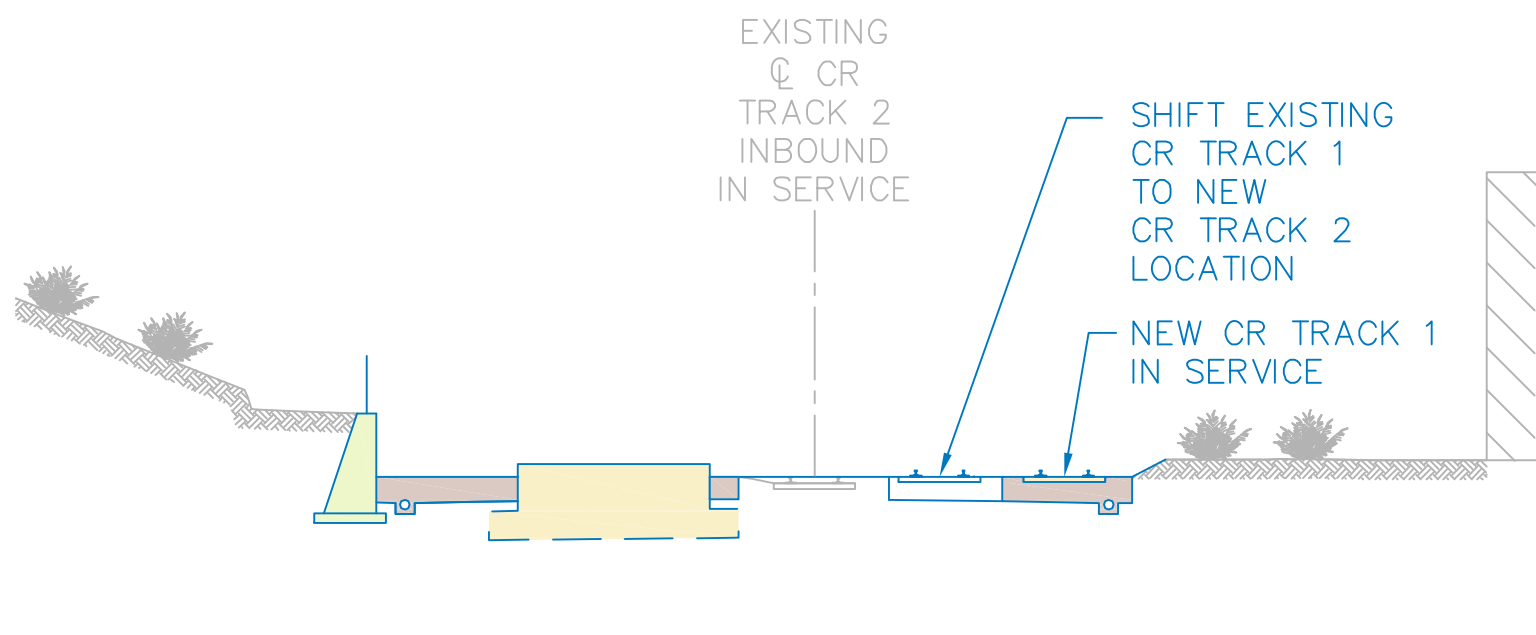 EXISTING
℄ CR
TRACK 2
INBOUND
IN SERVICE
SHIFT EXISTING
CR TRACK 1
TO NEW
CR TRACK 2
LOCATION
NEW CR TRACK 1
IN SERVICE